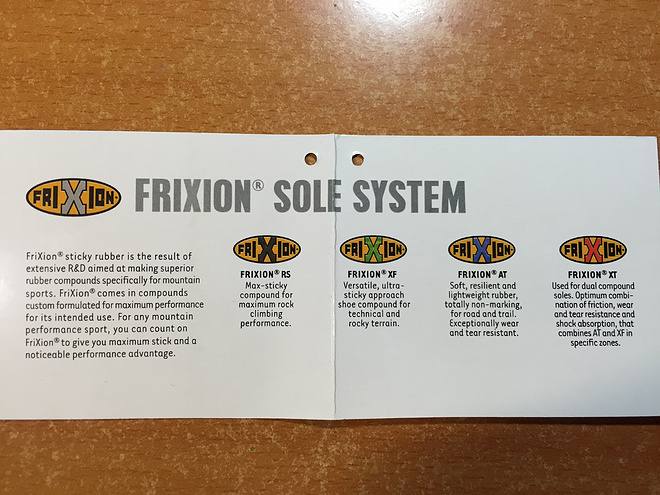 FRIXION®
FRIXION® SOLE SYSTEM
FriXion® sticky rubber is the result of
extensive R&D aimed at making superior
rubber compounds specifically for mountain
sports. FriXion® comes in compounds
custom formulated for maximum performance
for its intended use. For any mountain
performance sport, you can count on
FriXion® to give you maximum stick and a
noticeable performance advantage.
FRIXION®
FRIXION® RS
Max-sticky
compound for
maximum rock
climbing
performance.
FRIXION®
FRIXION® XF
Versatile, ultra-
sticky approach
shoe compound for
technical and
rocky terrain.
FRIXION®
FRIXION® AT
Soft, resilient and
lightweight rubber,
totally non-marking,
for road and trail.
Exceptionally wear
and tear resistant.
FRIXION®
FRIXION® XT
Used for dual compound
soles. Optimum combi-
nation of friction, wear
and tear resistance and
shock absorption, that
combines AT and XF in
specific zones.